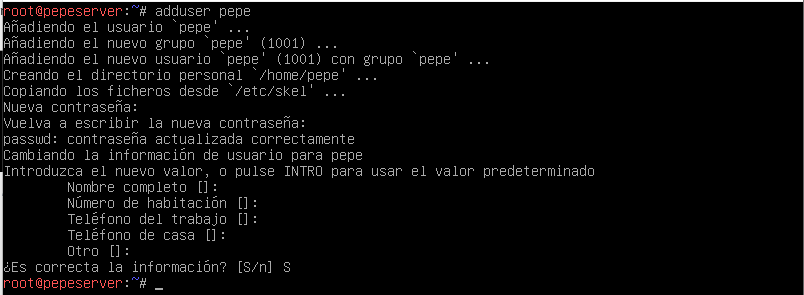 root@pepeserver:~# adduser pepe
Añadiendo el usuario `pepe' ...
Añadiendo el nuevo grupo `pepe' (1001) ...
Añadiendo el nuevo usuario `pepe' (1001) con grupo `pepe' ...
Creando el directorio personal `/home/pepe' ...
Copiando los ficheros desde `/etc/skel' ...
Nueva contraseña:
Vuelva a escribir la nueva contraseña:
passwd: contraseña actualizada correctamente
Cambiando la información de usuario para pepe
Introduzca el nuevo valor, o pulse INTRO para usar el valor predeterminado
Nombre completo []:
Número de habitación []:
Teléfono del trabajo []:
Teléfono de casa []:
Otro []:
¿Es correcta la información? [S/n] S
root@pepeserver:~# _